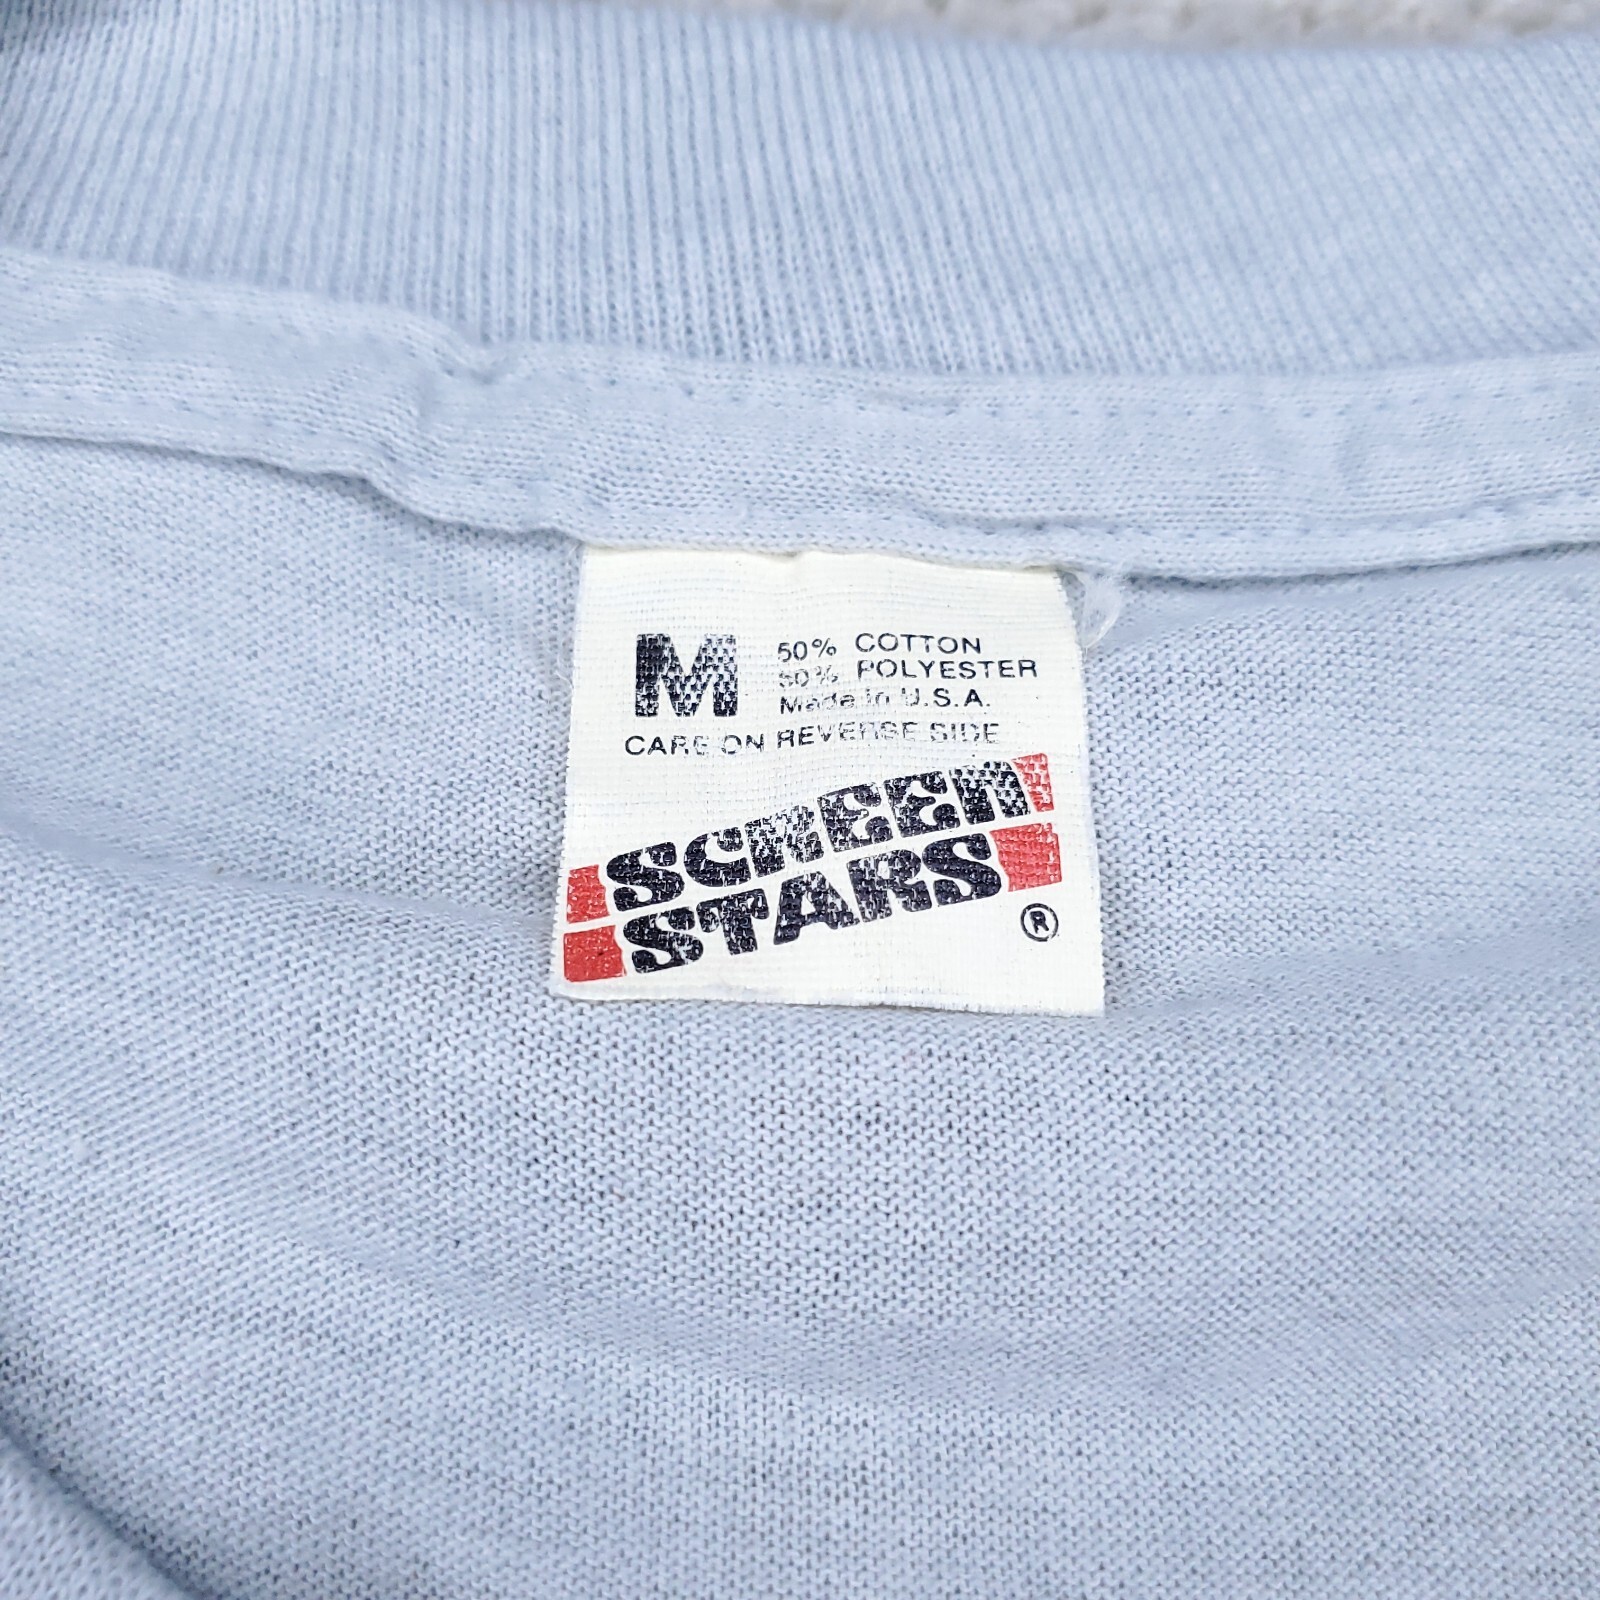 M
50% COTTON
50% POLYESTER
Made in U.S.A.
CARE ON REVERSE SIDE
SCREEN
STARS
®